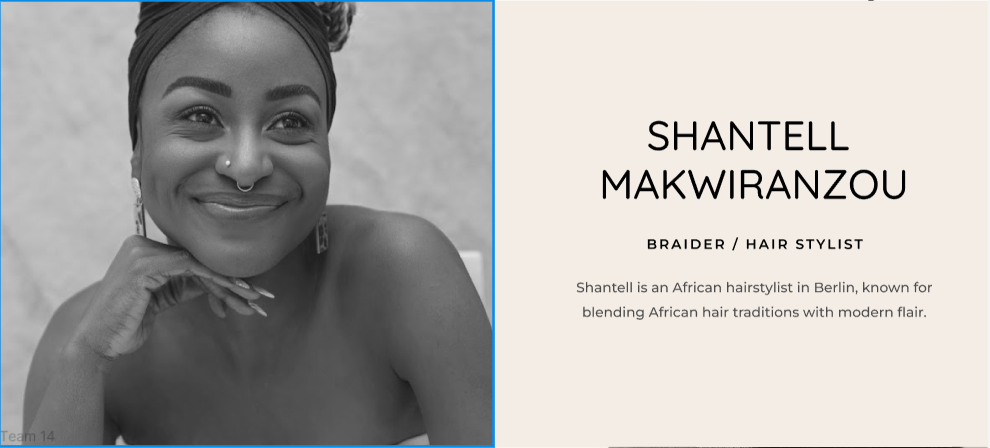 SHANTELL
MAKWIRANZOU
BRAIDER / HAIR STYLIST
Shantell is an African hairstylist in Berlin, known for
blending African hair traditions with modern flair.
Team 14